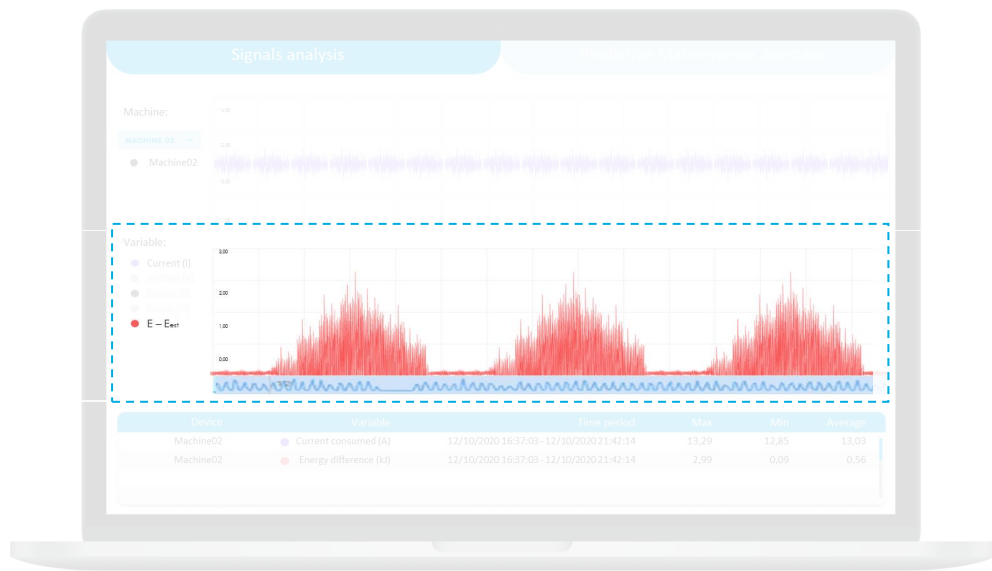 Signals analysis
Machine:
MACHINE 02
Machine02
Variable:
Current (I)
E – Eest
3,00
2,00
1,00
0,00
Device Variable Time period Max Min Average
Machine02 Current consumed (A) 12/10/2020 16:37:03 - 12/10/2020 21:42:14 13,29 12,85 13,03
Machine02 Energy difference (kJ) 12/10/2020 16:37:03 - 12/10/2020 21:42:14 2,99 0,09 0,56